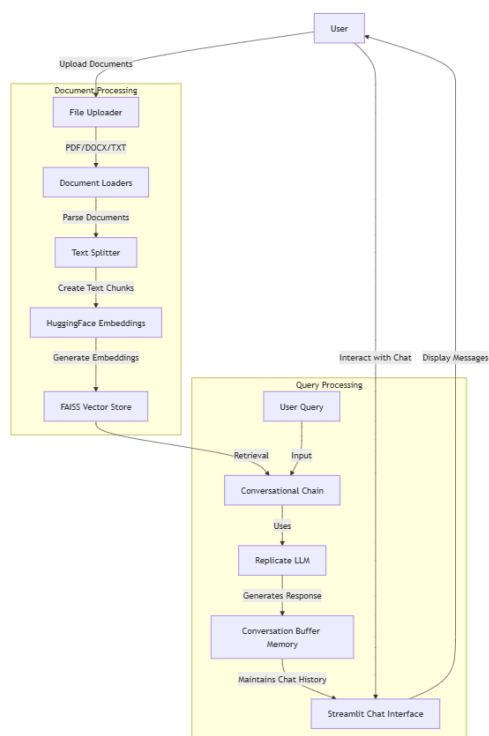 User
Upload Documents
Document Processing
File Uploader
PDF/DOCX/TXT
Document Loaders
Parse Documents
Text Splitter
Create Text Chunks
HuggingFace Embeddings
Generate Embeddings
Interact with Chat
Display Messages
FAISS Vector Store
Query Processing
User Query
Retrieval
Input
Conversational Chain
Uses
Replicate LLM
Generates Response
Conversation Buffer
Memory
Maintains Chat History
Streamlit Chat Interface